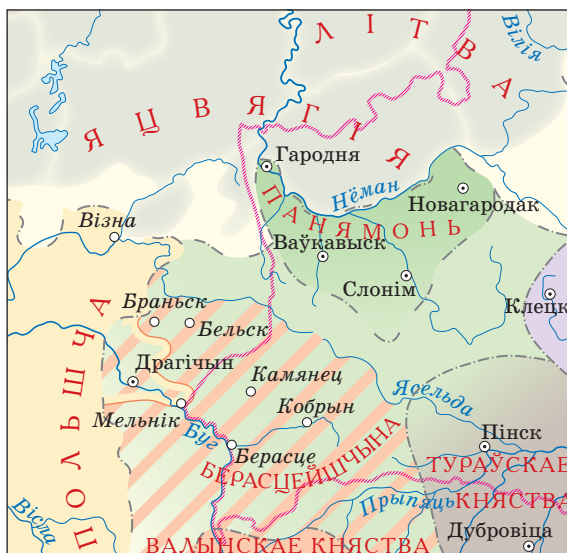 ЛІТВА
Вілія
ЯЦВЯГІЯ
Гародня
Нёман
Новагародак
ПАНЯМОНЬ
Візна
Ваўкавыск
Слонім
Клецк
Браньск
Бельск
Драгічын
Камянец
Ясельда
Мельнік
Кобрын
Буг
Пінск
Берасце
БЕРАСЦЕЙШЧЫНА
ТУРАЎСКАЕ
КНЯСТВА
Прыпяць
ПОЛЬШЧА
Вісла
Дубровіца
ВАЛЫНСКАЕ КНЯСТВА